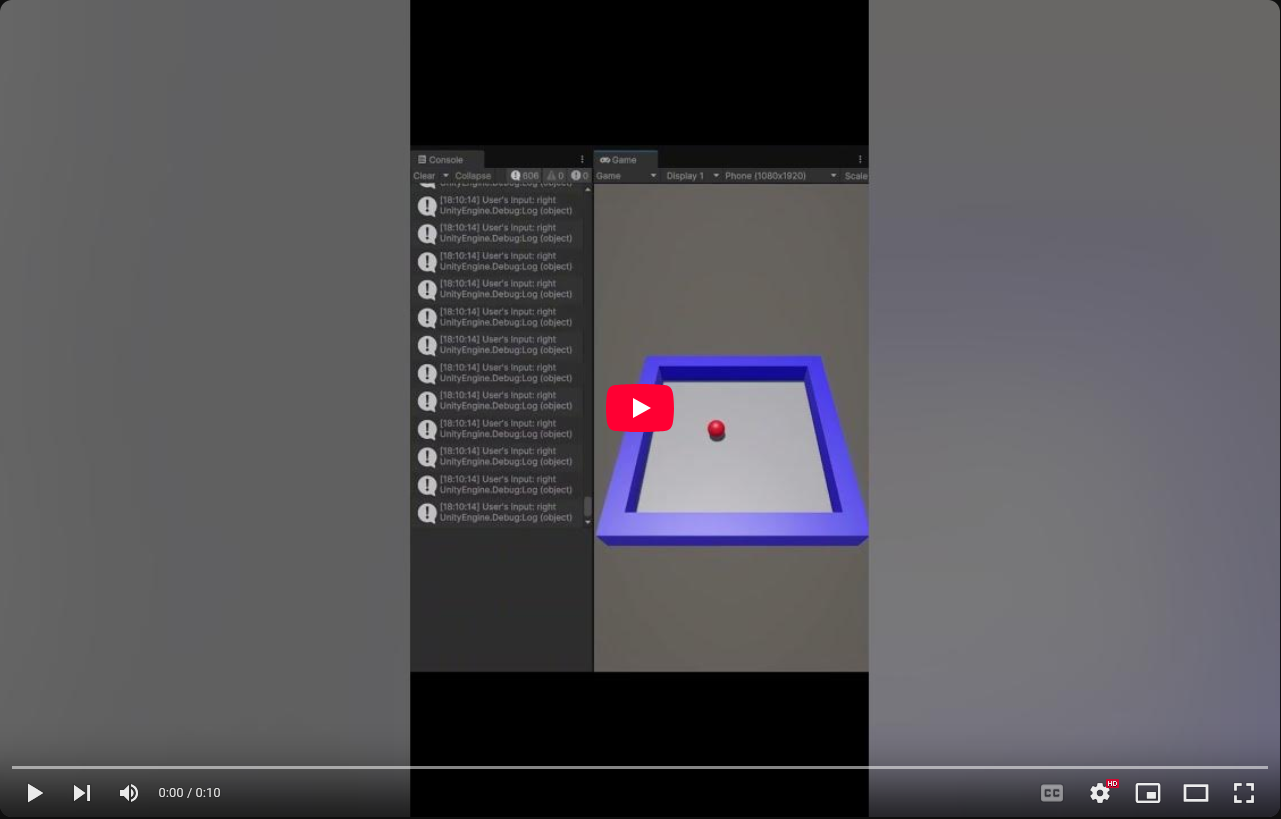 Console
Game
Clear
Collapse
606
0
0
Game
Display 1
Phone (1080x1920)
Scale
UnityEngine.Debug:Log (object)
[18:10:14] User's Input: right
UnityEngine.Debug:Log (object)
[18:10:14] User's Input: right
UnityEngine.Debug:Log (object)
[18:10:14] User's Input: right
UnityEngine.Debug:Log (object)
[18:10:14] User's Input: right
UnityEngine.Debug:Log (object)
[18:10:14] User's Input: right
UnityEngine.Debug:Log (object)
[18:10:14] User's Input: right
UnityEngine.Debug:Log (object)
[18:10:14] User's Input: right
UnityEngine.Debug:Log (object)
[18:10:14] User's Input: right
UnityEngine.Debug:Log (object)
[18:10:14] User's Input: right
UnityEngine.Debug:Log (object)
[18:10:14] User's Input: right
UnityEngine.Debug:Log (object)
[18:10:14] User's Input: right
UnityEngine.Debug:Log (object)
[18:10:14] User's Input: right
UnityEngine.Debug:Log (object)
0:00 / 0:10
CC
HD